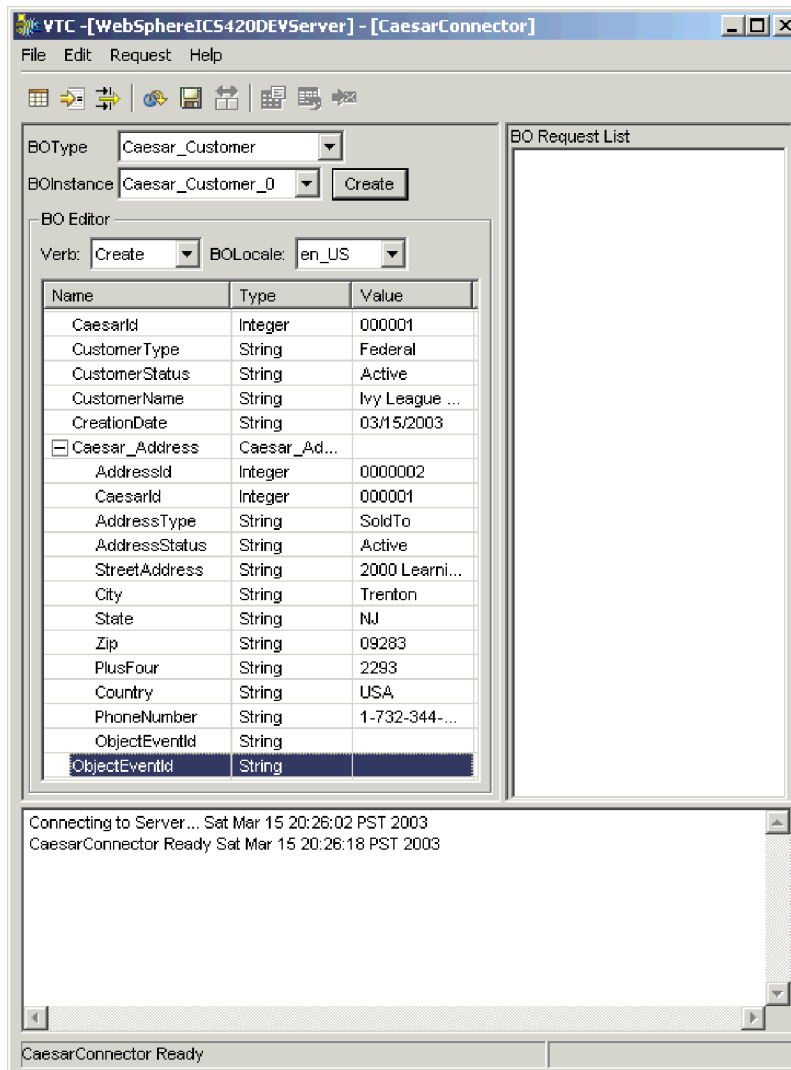 VTC -[WebSphereICS420DEVServer] - [CaesarConnector]
File Edit Request Help
BOType Caesar_Customer
BOInstance Caesar_Customer_0 Create
BO Request List
BO Editor
Verb: Create BOLocale: en_US
Name Type Value
CaesarId Integer 000001
CustomerType String Federal
CustomerStatus String Active
CustomerName String Ivy League ...
CreationDate String 03/15/2003
Caesar_Address Caesar_Ad...
AddressId Integer 0000002
CaesarId Integer 000001
AddressType String SoldTo
AddressStatus String Active
StreetAddress String 2000 Learni...
City String Trenton
State String NJ
Zip String 09283
PlusFour String 2293
Country String USA
PhoneNumber String 1-732-344-...
ObjectEventId String
ObjectEventId String
Connecting to Server... Sat Mar 15 20:26:02 PST 2003
CaesarConnector Ready Sat Mar 15 20:26:18 PST 2003
CaesarConnector Ready